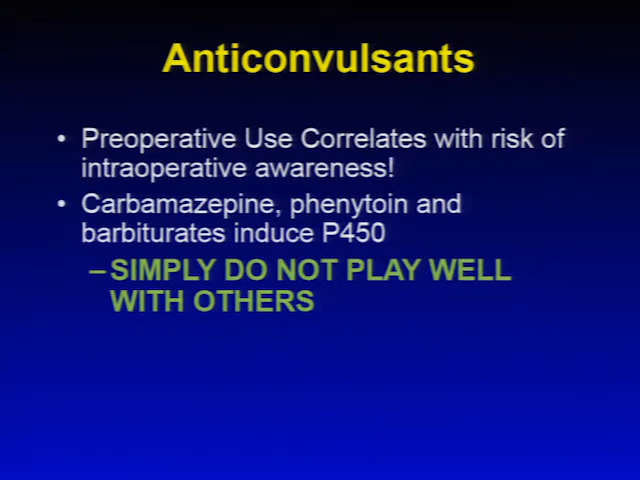 Anticonvulsants
• Preoperative Use Correlates with risk of
intraoperative awareness!
• Carbamazepine, phenytoin and
barbiturates induce P450
– SIMPLY DO NOT PLAY WELL
WITH OTHERS